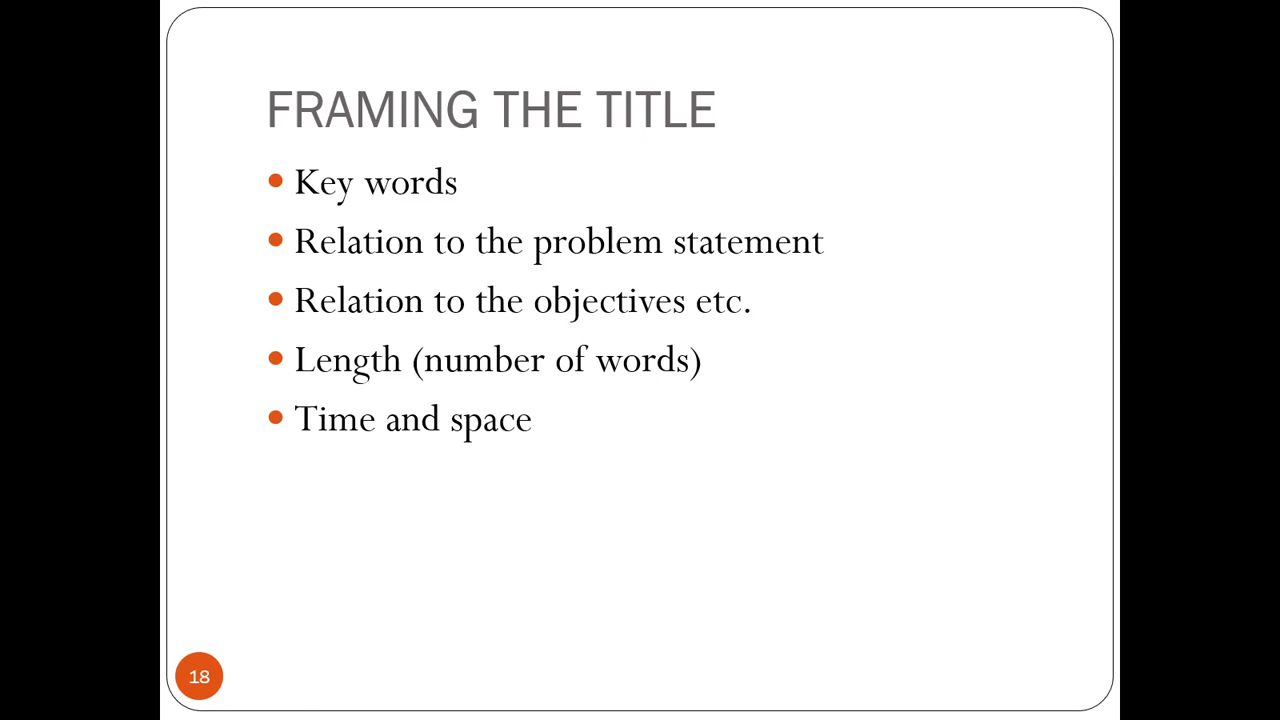 FRAMING THE TITLE
• Key words
• Relation to the problem statement
• Relation to the objectives etc.
• Length (number of words)
• Time and space
18